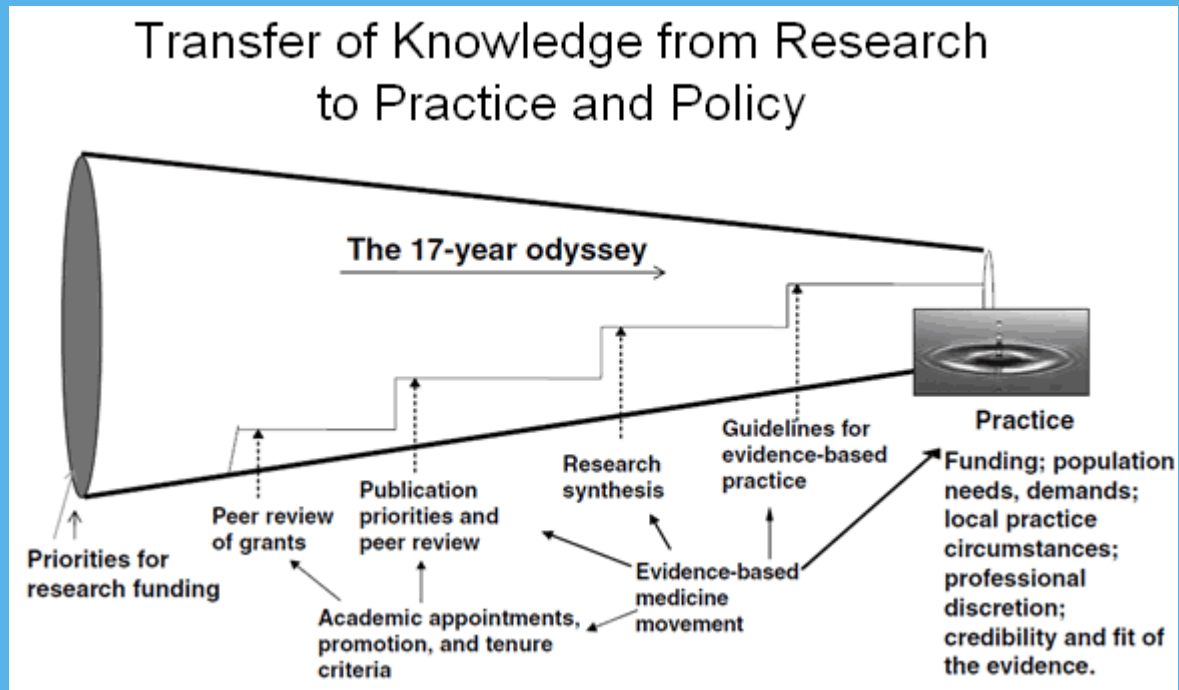 Transfer of Knowledge from Research
to Practice and Policy
The 17-year odyssey
Priorities for
research funding
Peer review
of grants
Publication
priorities and
peer review
Research
synthesis
Guidelines for
evidence-based
practice
Academic appointments,
promotion, and tenure
criteria
Evidence-based
medicine
movement
Practice
Funding; population
needs, demands;
local practice
circumstances;
professional
discretion;
credibility and fit of
the evidence.